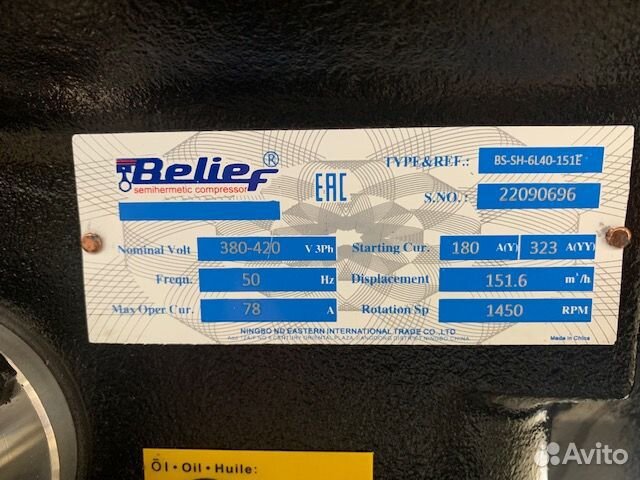 Belief®
semihermetic compressor
EAC
TYPE&REF.: BS-SH-6L40-151E
S.NO.: 22090696
Nominal Volt 380-420 V 3Ph
Starting Cur. 180 A(Y) 323 A(YY)
Frequ. 50 Hz
Displacement 151.6 m³/h
Max Oper Cur. 78 A
Rotation Sp 1450 RPM
NINGBO ND EASTERN INTERNATIONAL TRADE CO.,LTD
Made in China
Öl • Oil • Huile:
Avito